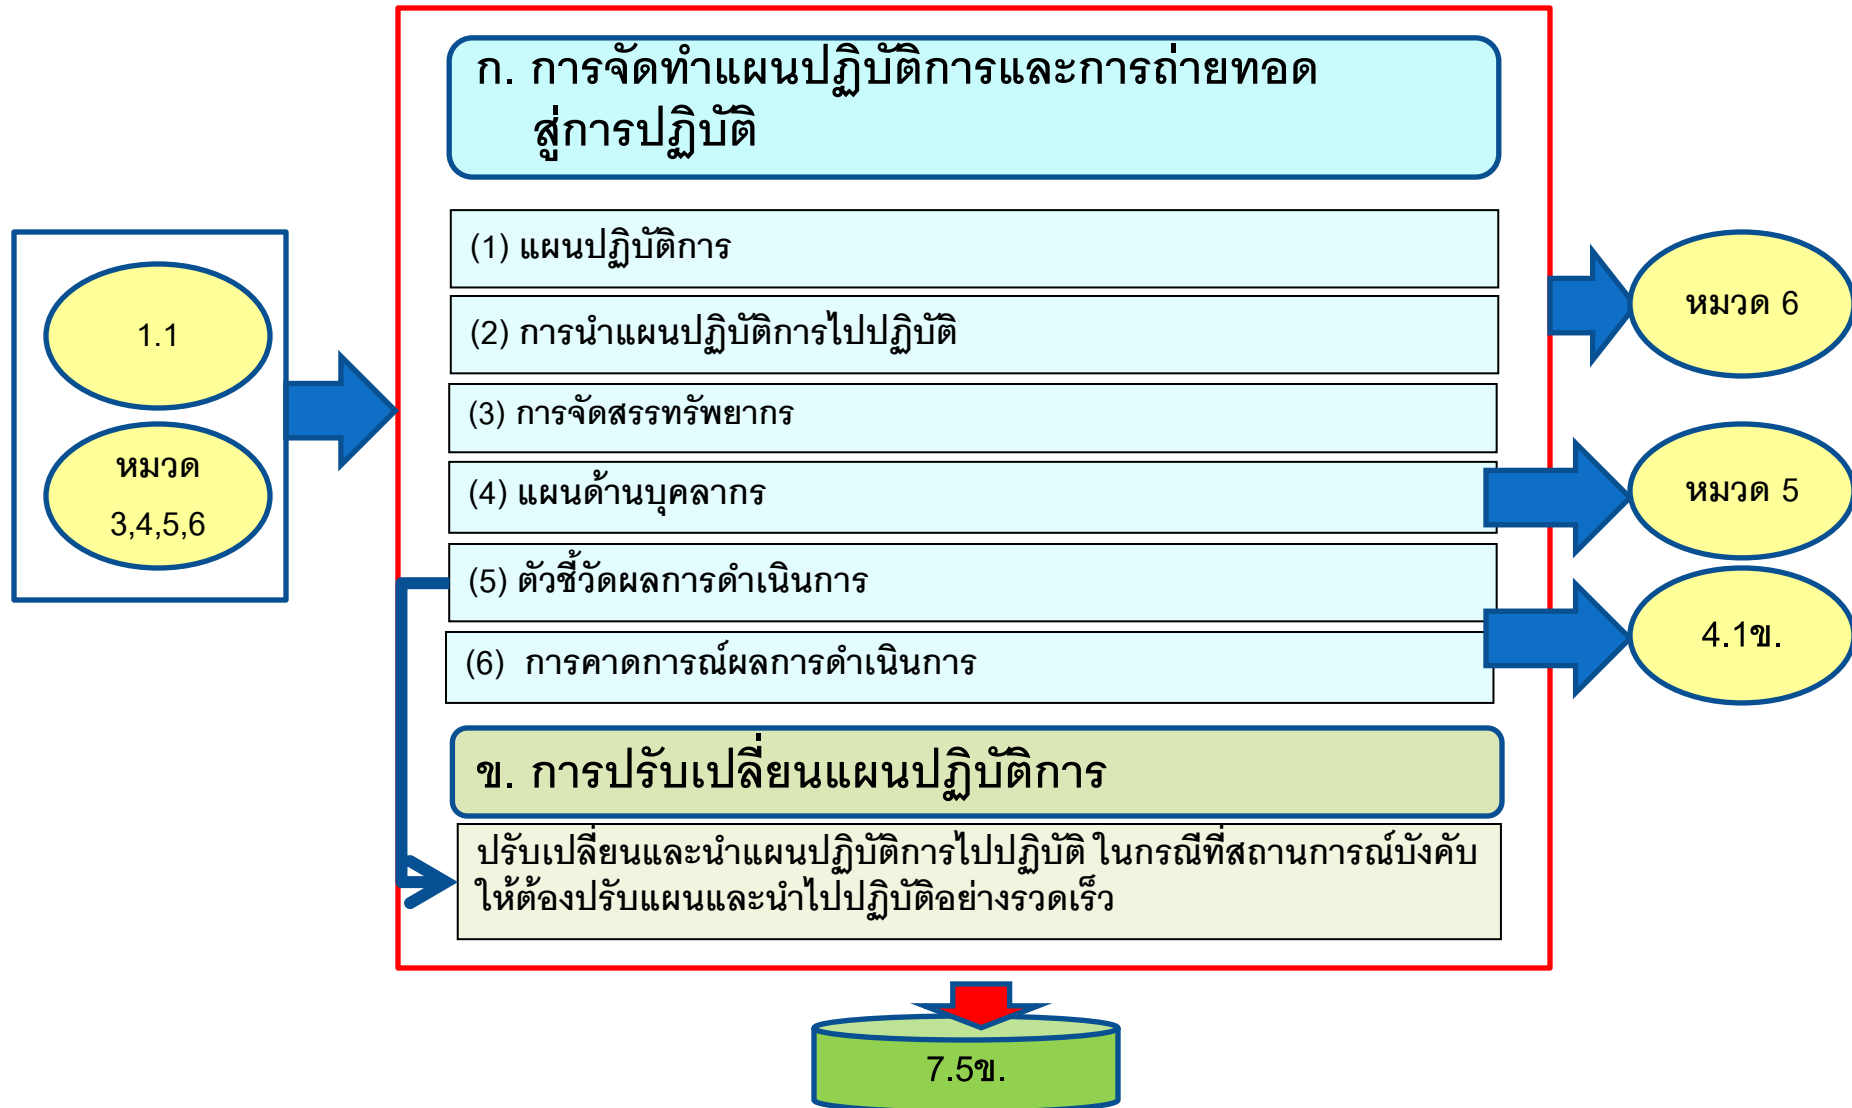 ก. การจัดทำแผนปฏิบัติการและการถ่ายทอด
สู่การปฏิบัติ
(1) แผนปฏิบัติการ
(2) การนำแผนปฏิบัติการไปปฏิบัติ
(3) การจัดสรรทรัพยากร
(4) แผนด้านบุคลากร
(5) ตัวชี้วัดผลการดำเนินการ
(6) การคาดการณ์ผลการดำเนินการ
ข. การปรับเปลี่ยนแผนปฏิบัติการ
ปรับเปลี่ยนและนำแผนปฏิบัติการไปปฏิบัติ ในกรณีที่สถานการณ์บังคับ
ให้ต้องปรับแผนและนำไปปฏิบัติอย่างรวดเร็ว
1.1
หมวด
3,4,5,6
หมวด 6
หมวด 5
4.1ข.
7.5ข.